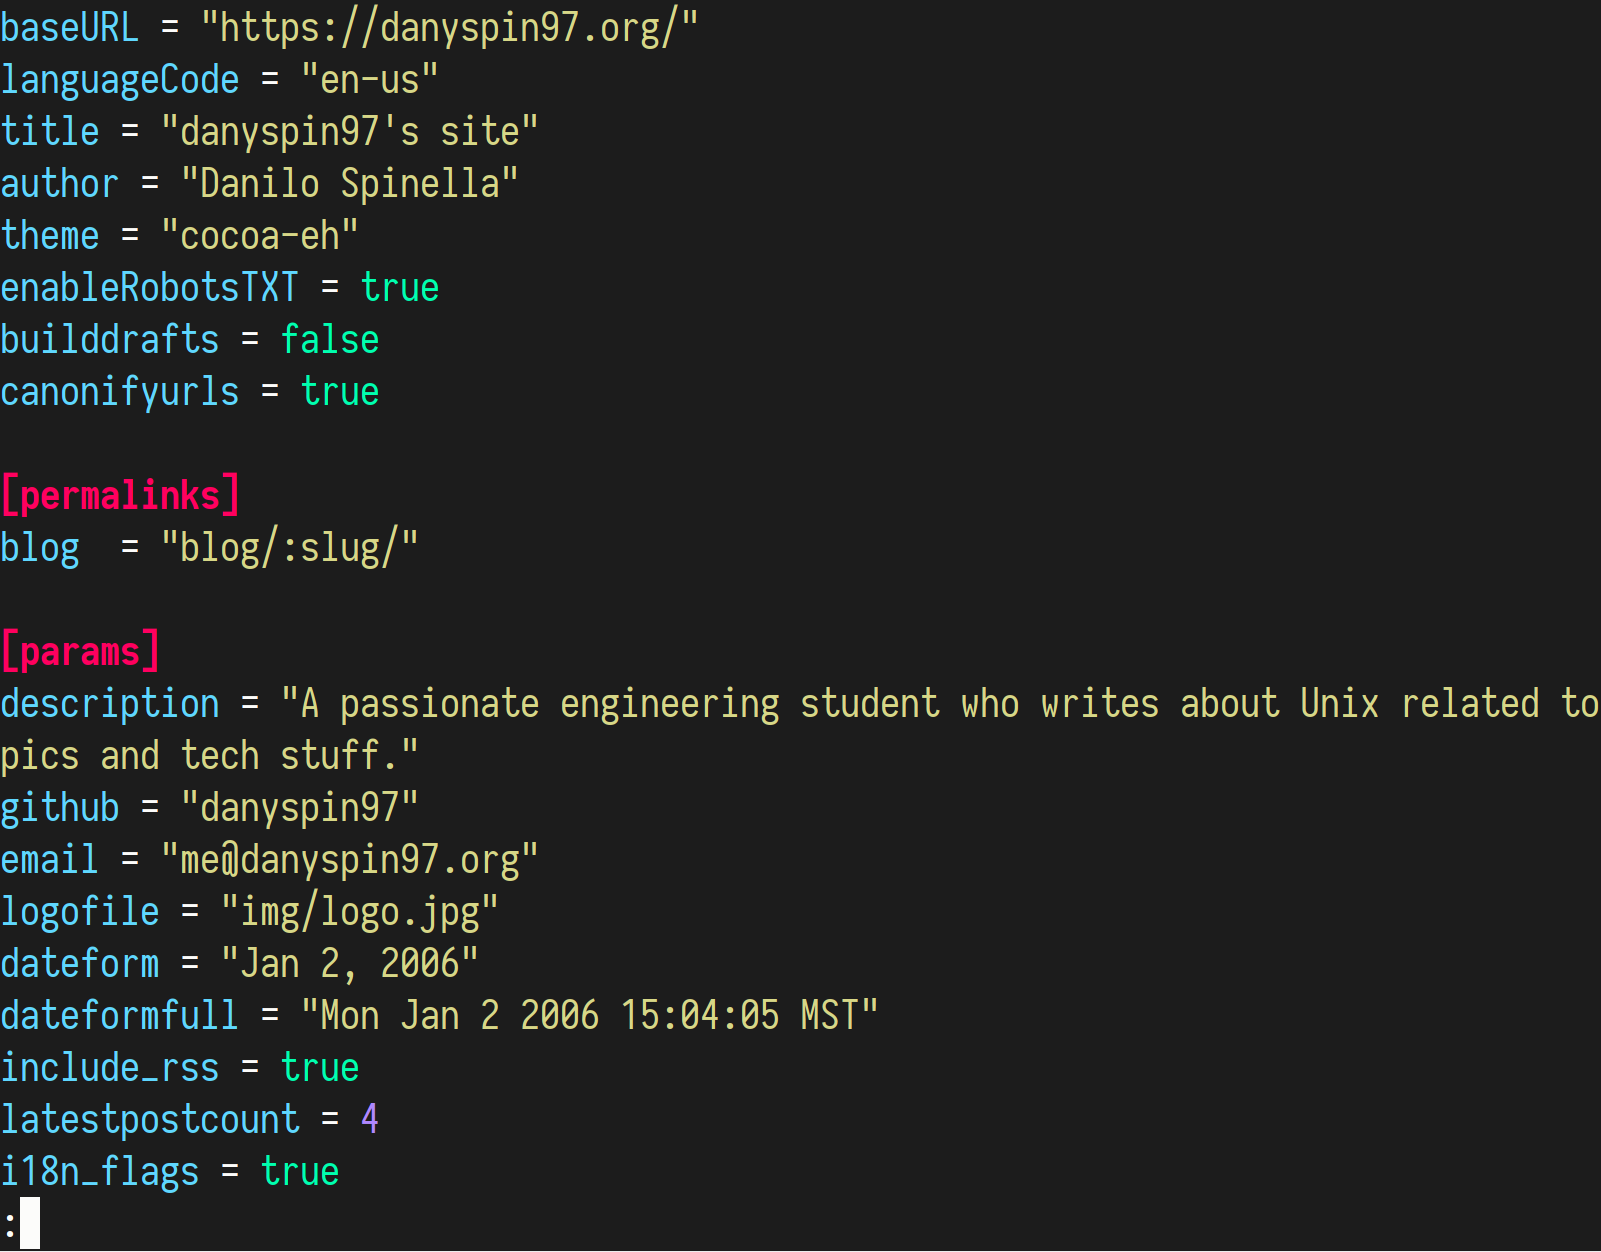 baseURL = "https://danyspin97.org/"
languageCode = "en-us"
title = "danyspin97's site"
author = "Danilo Spinella"
theme = "cocoa-eh"
enableRobotsTXT = true
builddrafts = false
canonifyurls = true

[permalinks]
blog  = "blog/:slug/"

[params]
description = "A passionate engineering student who writes about Unix related to
pics and tech stuff."
github = "danyspin97"
email = "me@danyspin97.org"
logofile = "img/logo.jpg"
dateform = "Jan 2, 2006"
dateformfull = "Mon Jan 2 2006 15:04:05 MST"
include_rss = true
latestpostcount = 4
i18n_flags = true
: